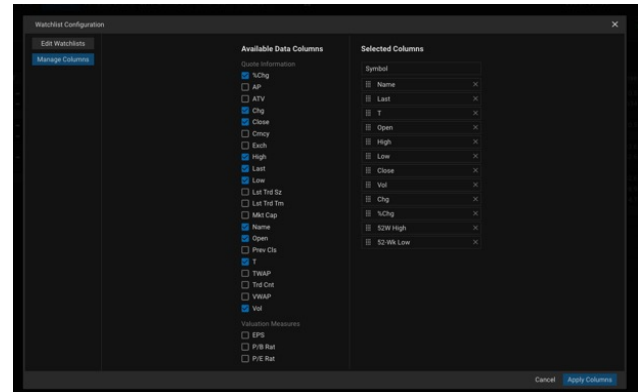 Watchlist Configuration
Edit Watchlists
Manage Columns
Available Data Columns
Quote Information
%Chg
AP
ATV
Chg
Close
Cmcy
Exch
High
Last
Low
Lst Trd Sz
Lst Trd Tm
Mkt Cap
Name
Open
Prev Cls
T
TWAP
Trd Cnt
VWAP
Vol
Valuation Measures
EPS
P/B Rat
P/E Rat
Selected Columns
Symbol
Name
Last
T
Open
High
Low
Close
Vol
Chg
%Chg
52W High
52-Wk Low
Cancel
Apply Columns